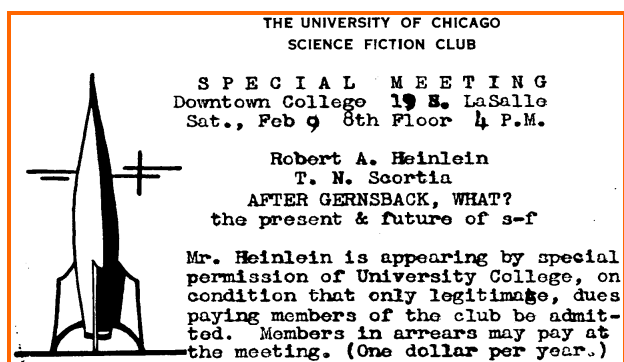 THE UNIVERSITY OF CHICAGO
SCIENCE FICTION CLUB
SPECIAL MEETING
Downtown College 19 S. LaSalle
Sat., Feb 9 8th Floor 4 P.M.
Robert A. Heinlein
T. N. Scortia
AFTER GERNSBACK, WHAT?
the present & future of s-f
Mr. Heinlein is appearing by special
permission of University College, on
condition that only legitimate, dues
paying members of the club be admit-
ted. Members in arrears may pay at
the meeting. (One dollar per year.)